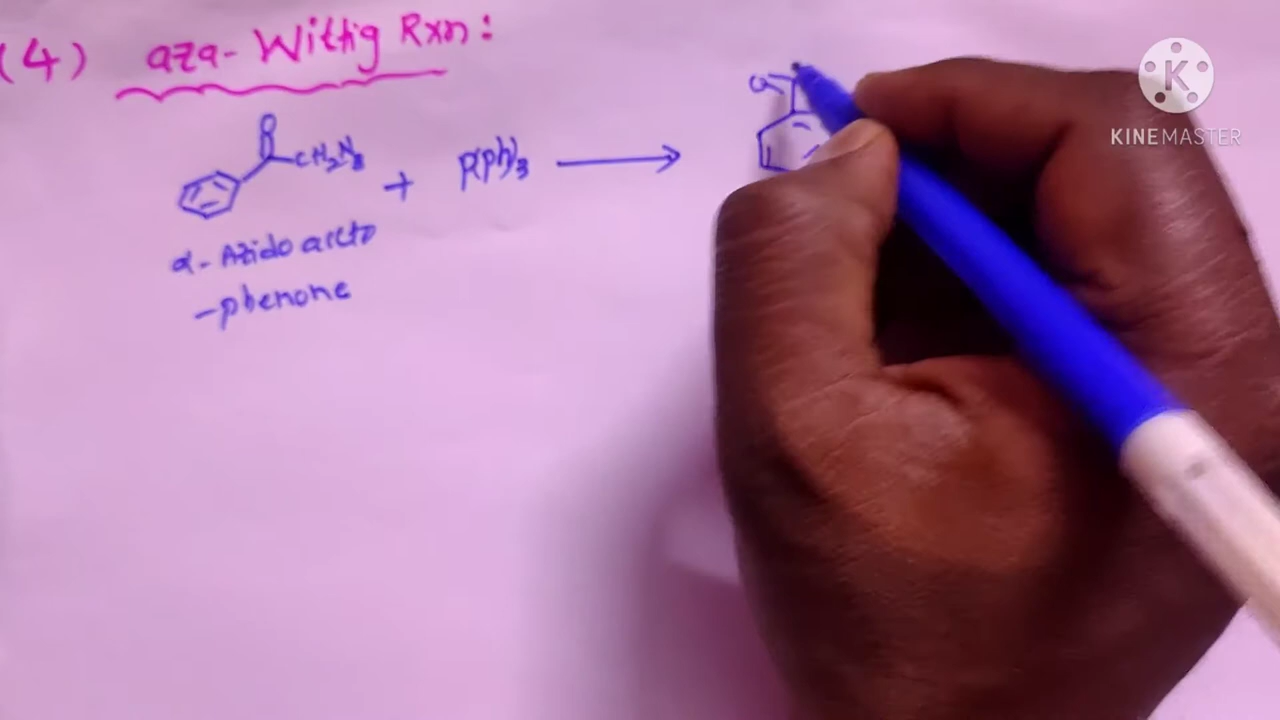 (4) aza-Wittig Rxn:
O
CH₂N₃ + P(Ph)₃
α-Azido aceto
-phenone
KINEMASTER